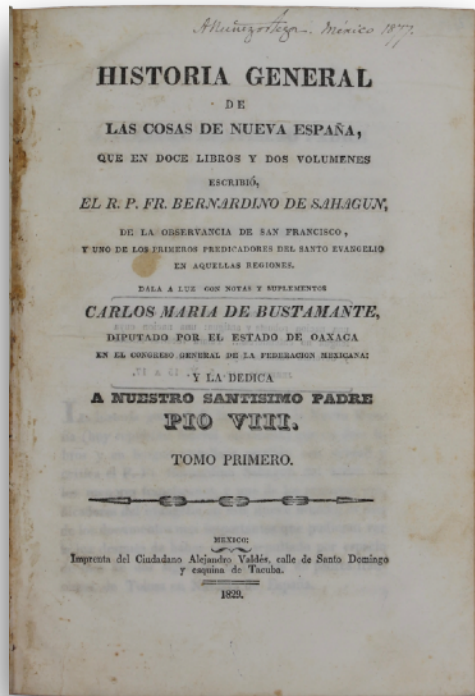 A Nuñez ortega. México 1877.
HISTORIA GENERAL
DE
LAS COSAS DE NUEVA ESPAÑA,
QUE EN DOCE LIBROS Y DOS VOLUMENES
ESCRIBIÓ,
EL R. P. FR. BERNARDINO DE SAHAGUN,
DE LA OBSERVANCIA DE SAN FRANCISCO,
Y UNO DE LOS PRIMEROS PREDICADORES DEL SANTO EVANGELIO
EN AQUELLAS REGIONES.
DALA A LUZ CON NOTAS Y SUPLEMENTOS
CARLOS MARIA DE BUSTAMANTE,
DIPUTADO POR EL ESTADO DE OAXACA
EN EL CONGRESO GENERAL DE LA FEDERACION MEXICANA:
Y LA DEDICA
A NUESTRO SANTISIMO PADRE
PIO VIII.
TOMO PRIMERO.
MEXICO:
Imprenta del Ciudadano Alejandro Valdés, calle de Santo Domingo
y esquina de Tacuba.
1829.